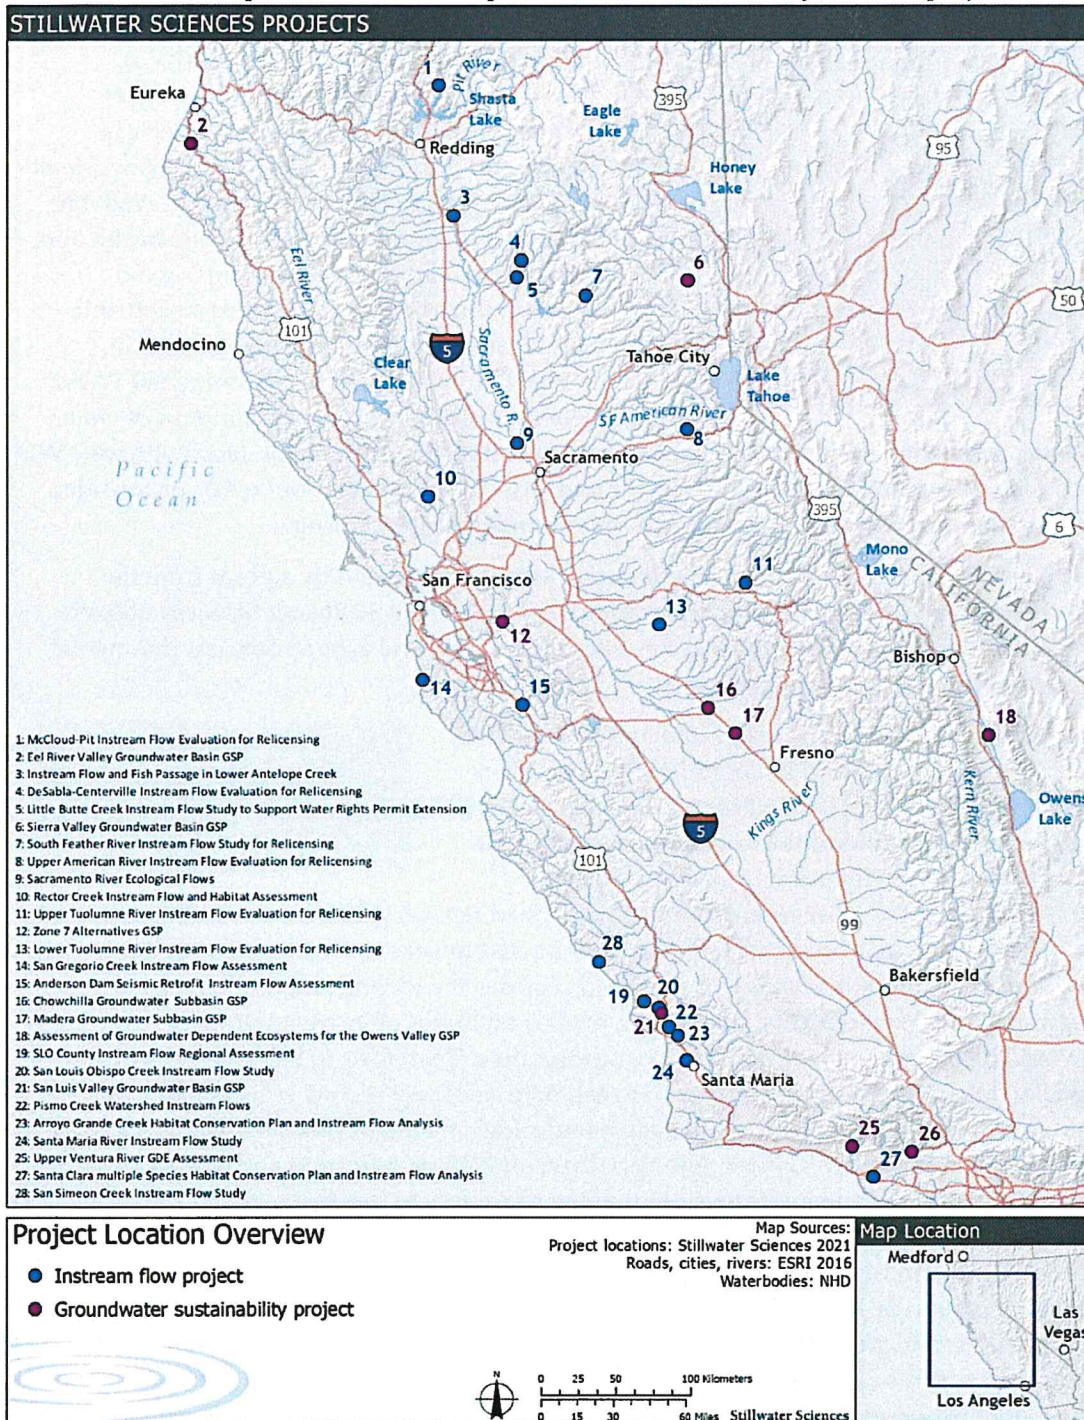 STILLWATER SCIENCES PROJECTS
Eureka
1
Pit River
Shasta
Lake
2
Redding
Eagle
Lake
395
95
Honey
Lake
3
4
5
7
6
Eel River
50
101
Mendocino
5
Sacramento R.
Clear
Lake
Tahoe City
Lake
Tahoe
SF American River
8
9
Sacramento
Pacific
Ocean
10
395
6
Mono
Lake
NEVADA
CALIFORNIA
11
San Francisco
12
13
Bishop
14
15
16
17
18
Fresno
Kings River
Kern River
Owens
Lake
5
101
99
1: McCloud-Pit Instream Flow Evaluation for Relicensing
2: Eel River Valley Groundwater Basin GSP
3: Instream Flow and Fish Passage in Lower Antelope Creek
4: DeSabla-Centerville Instream Flow Evaluation for Relicensing
5: Little Butte Creek Instream Flow Study to Support Water Rights Permit Extension
6: Sierra Valley Groundwater Basin GSP
7: South Feather River Instream Flow Study for Relicensing
8: Upper American River Instream Flow Evaluation for Relicensing
9: Sacramento River Ecological Flows
10: Rector Creek Instream Flow and Habitat Assessment
11: Upper Tuolumne River Instream Flow Evaluation for Relicensing
12: Zone 7 Alternatives GSP
13: Lower Tuolumne River Instream Flow Evaluation for Relicensing
14: San Gregorio Creek Instream Flow Assessment
15: Anderson Dam Seismic Retrofit Instream Flow Assessment
16: Chowchilla Groundwater Subbasin GSP
17: Madera Groundwater Subbasin GSP
18: Assessment of Groundwater Dependent Ecosystems for the Owens Valley GSP
19: SLO County Instream Flow Regional Assessment
20: San Louis Obispo Creek Instream Flow Study
21: San Luis Valley Groundwater Basin GSP
22: Pismo Creek Watershed Instream Flows
23: Arroyo Grande Creek Habitat Conservation Plan and Instream Flow Analysis
24: Santa Maria River Instream Flow Study
25: Upper Ventura River GDE Assessment
27: Santa Clara multiple Species Habitat Conservation Plan and Instream Flow Analysis
28: San Simeon Creek Instream Flow Study
28
19
20
21
22
23
24
Santa Maria
Bakersfield
25
26
27
Project Location Overview
Instream flow project
Groundwater sustainability project
Map Sources:
Project locations: Stillwater Sciences 2021
Roads, cities, rivers: ESRI 2016
Waterbodies: NHD
N
0 25 50 100 Kilometers
0 15 30 60 Miles
Stillwater Sciences
Map Location
Medford
Las
Vegas
Los Angeles